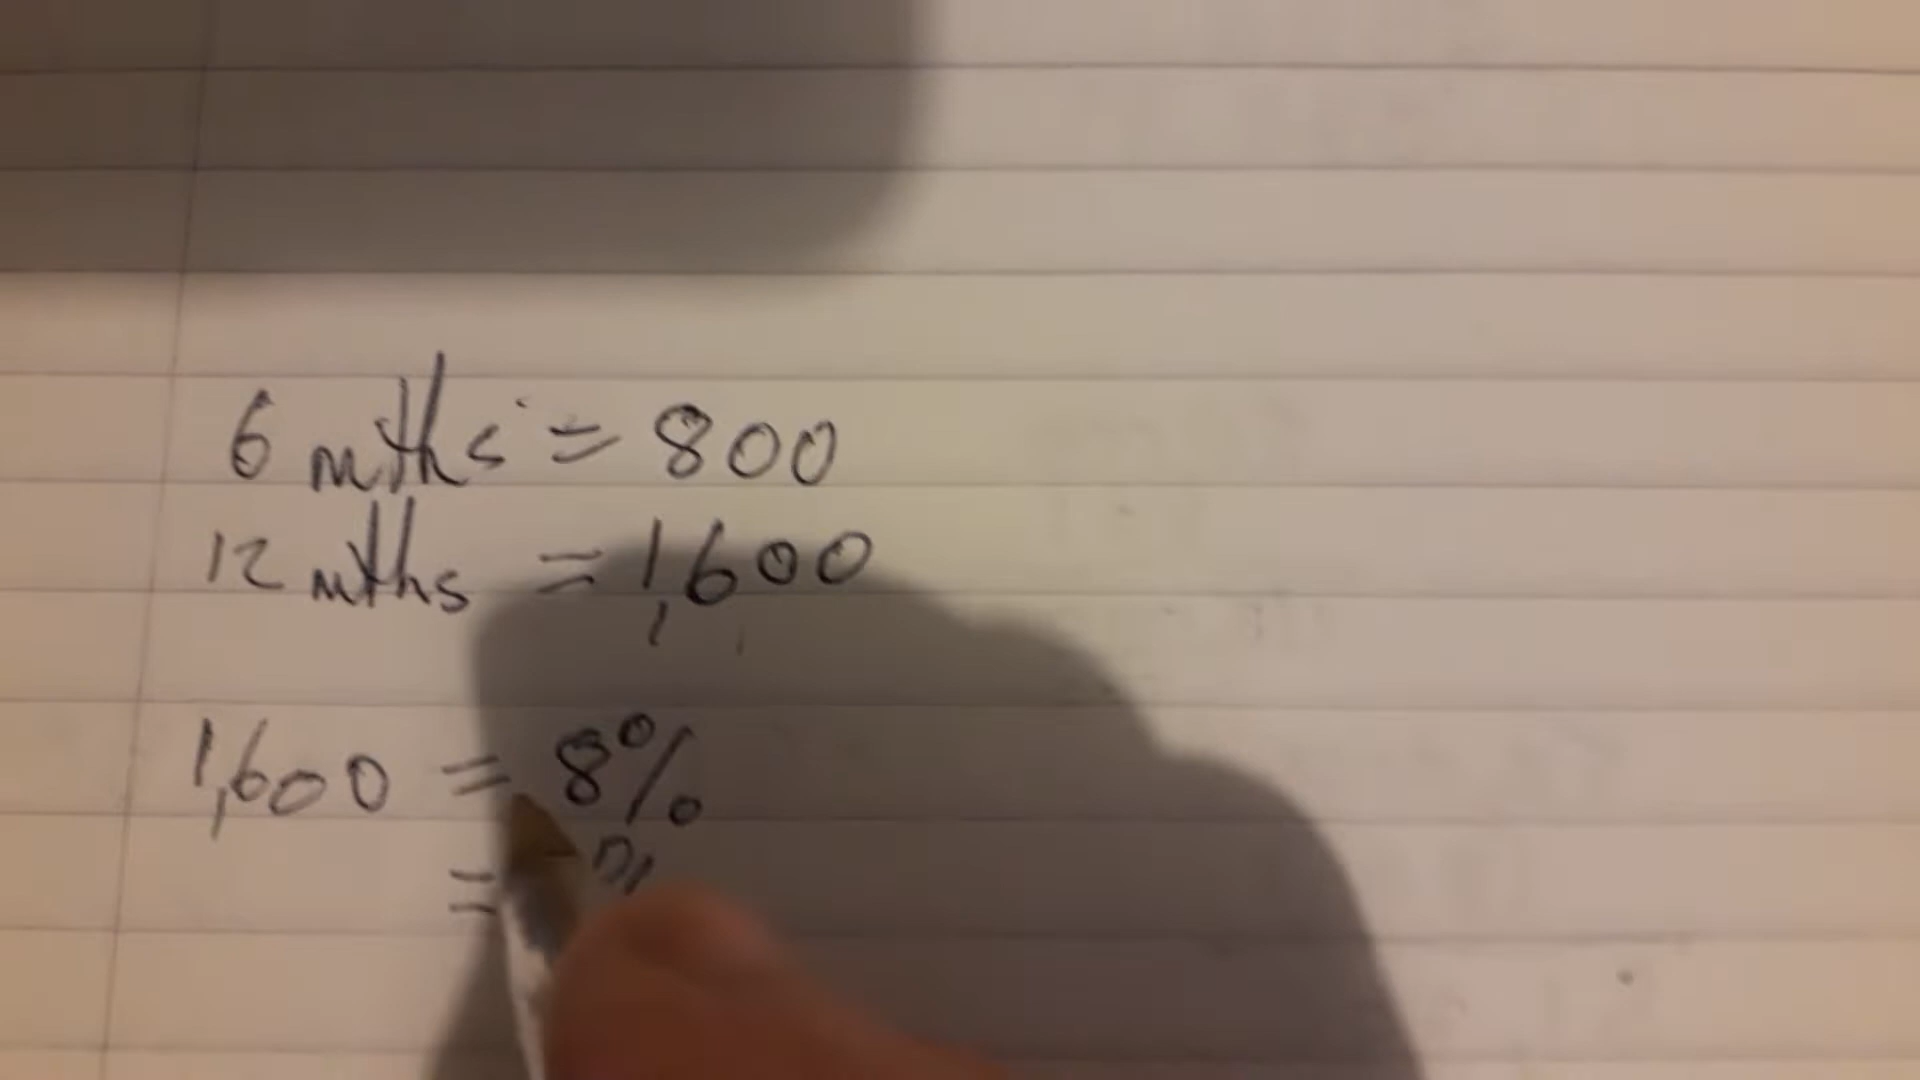 6 mths = 800
12 mths = 1,600
1,600 = 8%
=